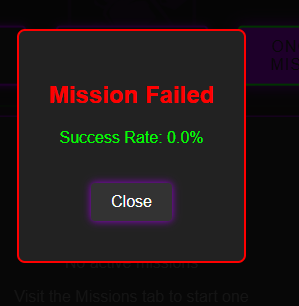 ON
MIS
Mission Failed
Success Rate: 0.0%
Close
No active missions
Visit the Missions tab to start one